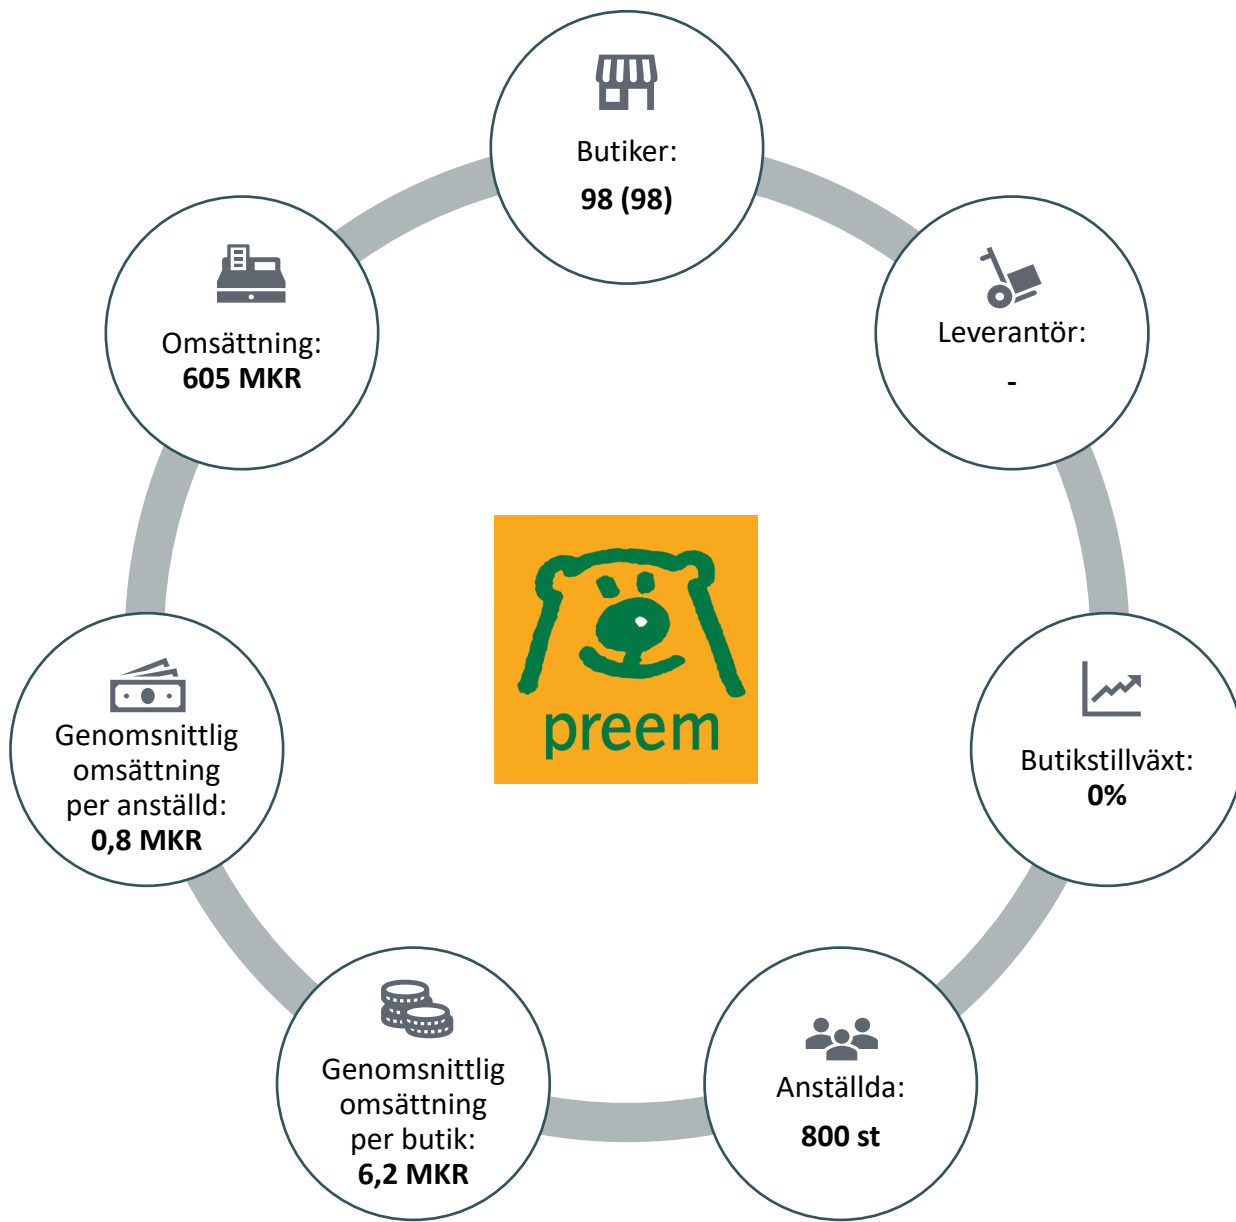 Butiker:
98 (98)
Leverantör:
-
Butikstillväxt:
0%
Anställda:
800 st
Genomsnittlig
omsättning
per butik:
6,2 MKR
Genomsnittlig
omsättning
per anställd:
0,8 MKR
Omsättning:
605 MKR
preem